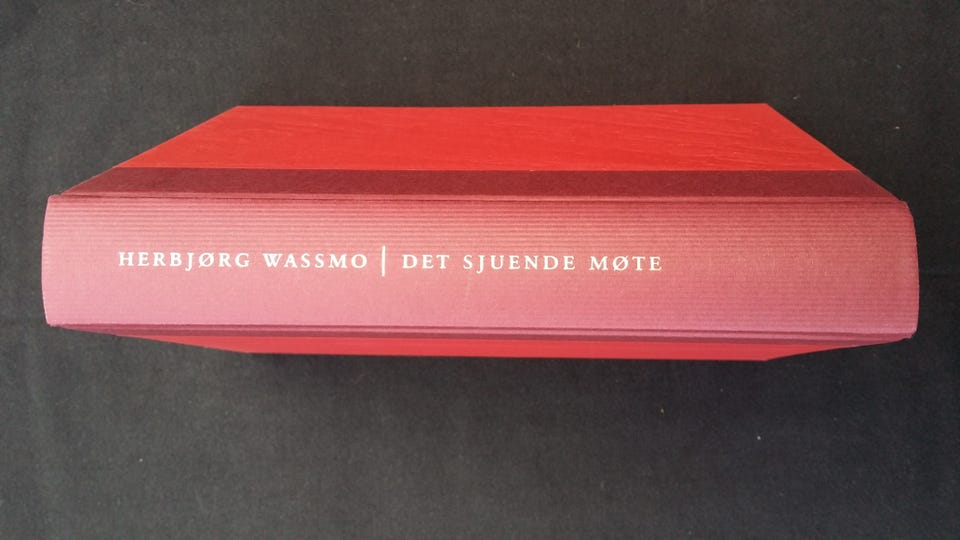 HERBJØRG WASSMO | DET SJUENDE MØTE